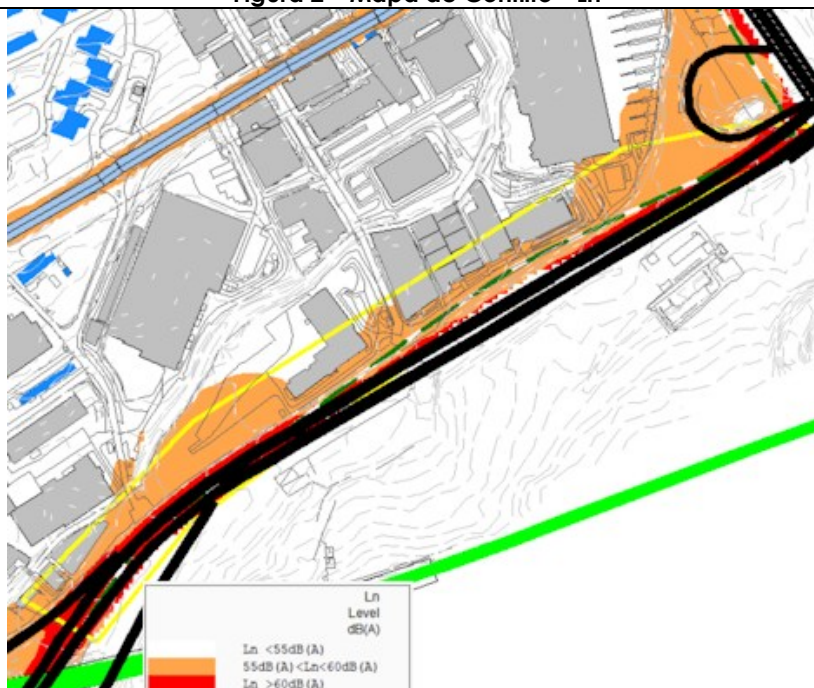 Figura 2 – Mapa de Conflito – Ln
Ln
Level
dB(A)
Ln <55dB(A)
55dB(A)<Ln<60dB(A)
Ln >60dB(A)